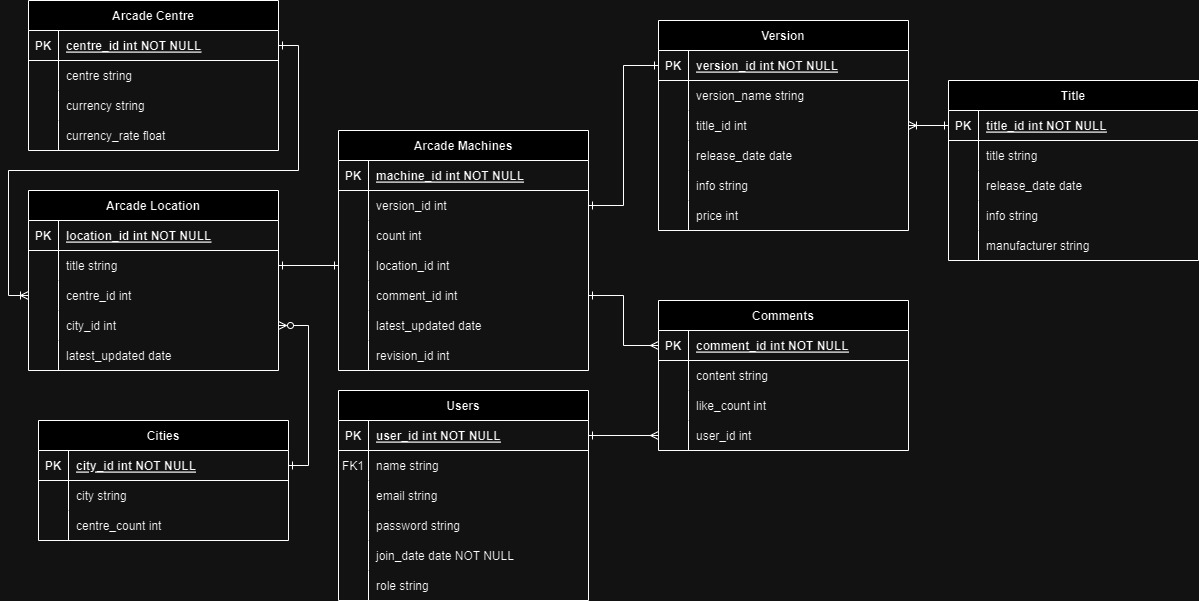 Arcade Centre
PK centre_id int NOT NULL
centre string
currency string
currency_rate float
Arcade Location
PK location_id int NOT NULL
title string
centre_id int
city_id int
latest_updated date
Cities
PK city_id int NOT NULL
city string
centre_count int
Arcade Machines
PK machine_id int NOT NULL
version_id int
count int
location_id int
comment_id int
latest_updated date
revision_id int
Users
PK user_id int NOT NULL
FK1 name string
email string
password string
join_date date NOT NULL
role string
Version
PK version_id int NOT NULL
version_name string
title_id int
release_date date
info string
price int
Comments
PK comment_id int NOT NULL
content string
like_count int
user_id int
Title
PK title_id int NOT NULL
title string
release_date date
info string
manufacturer string